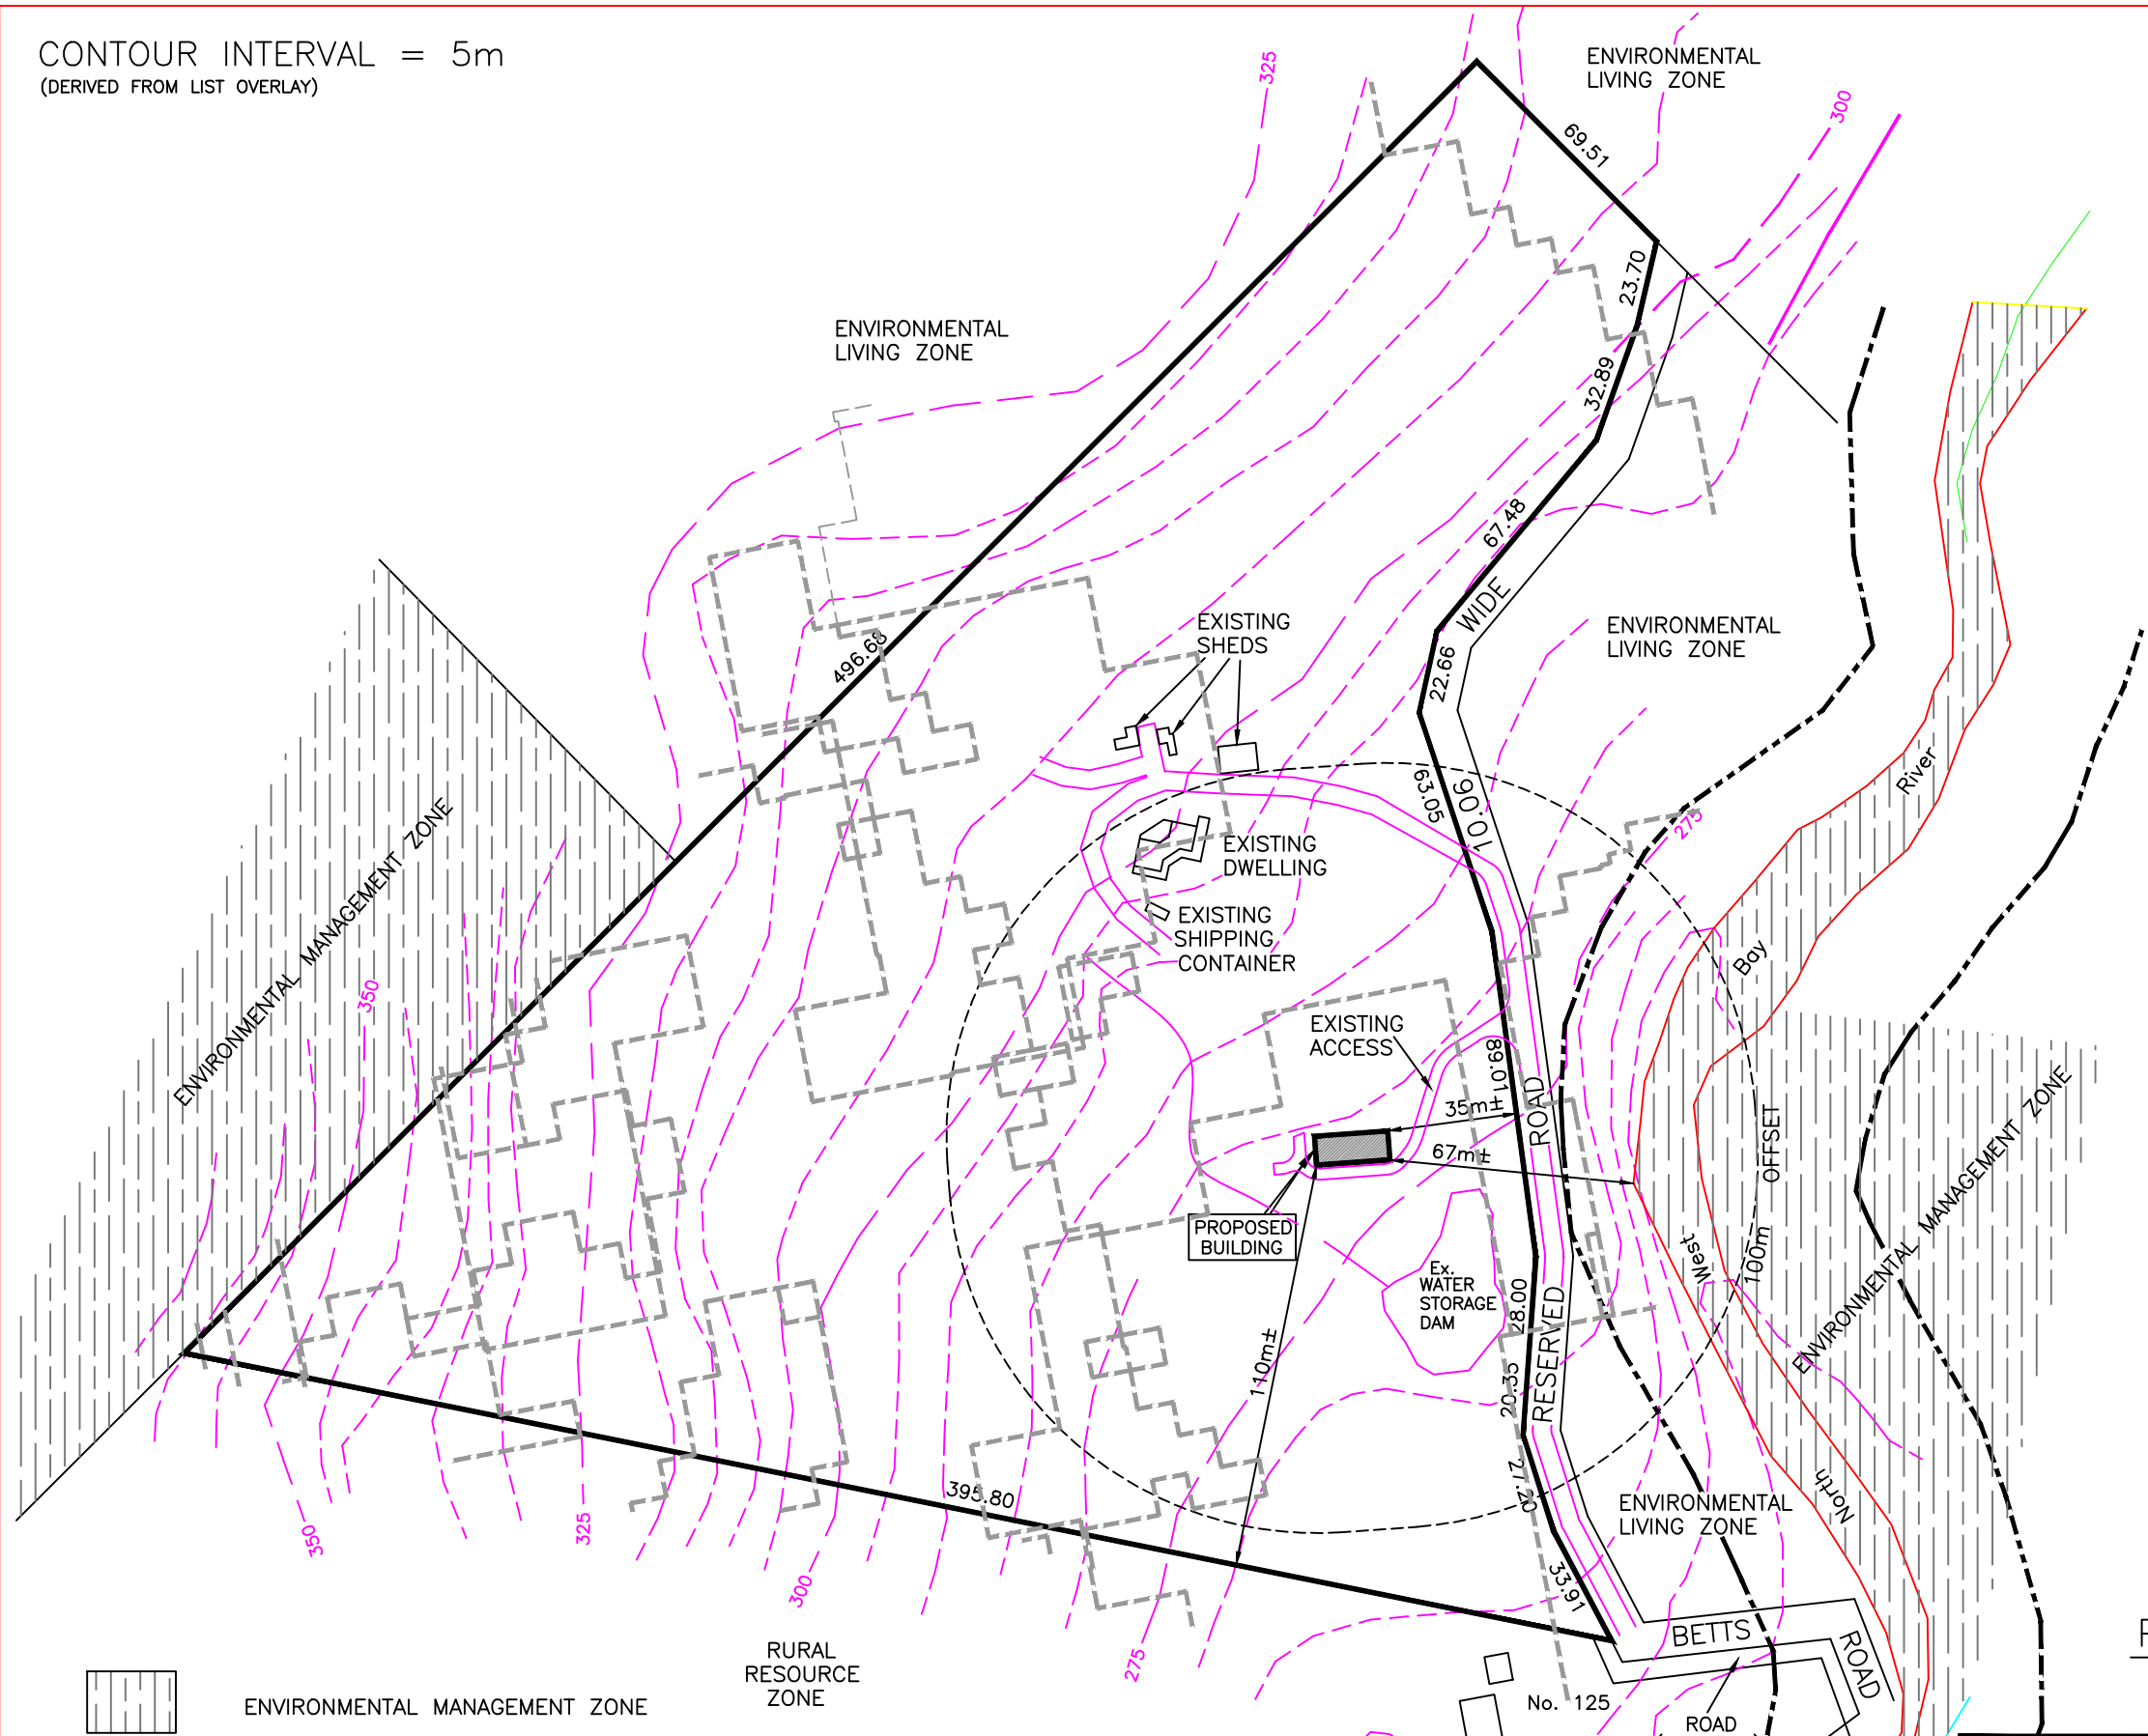 CONTOUR INTERVAL = 5m
(DERIVED FROM LIST OVERLAY)
325
ENVIRONMENTAL
LIVING ZONE
300
69.51
23.70
ENVIRONMENTAL
LIVING ZONE
32.89
67.48
WIDE
496.68
EXISTING
SHEDS
22.66
ENVIRONMENTAL
LIVING ZONE
63.05
10.06
River
275
ENVIRONMENTAL MANAGEMENT ZONE
EXISTING
DWELLING
EXISTING
SHIPPING
CONTAINER
Bay
350
EXISTING
ACCESS
89.01
35m±
ROAD
67m±
OFFSET
100m
ENVIRONMENTAL MANAGEMENT ZONE
PROPOSED
BUILDING
West
Ex.
WATER
STORAGE
DAM
28.00
110m±
20.35
RESERVED
27.20
395.80
North
ENVIRONMENTAL
LIVING ZONE
350
325
300
33.91
275
BETTS
ROAD
RURAL
RESOURCE
ZONE
ENVIRONMENTAL MANAGEMENT ZONE
No. 125
ROAD